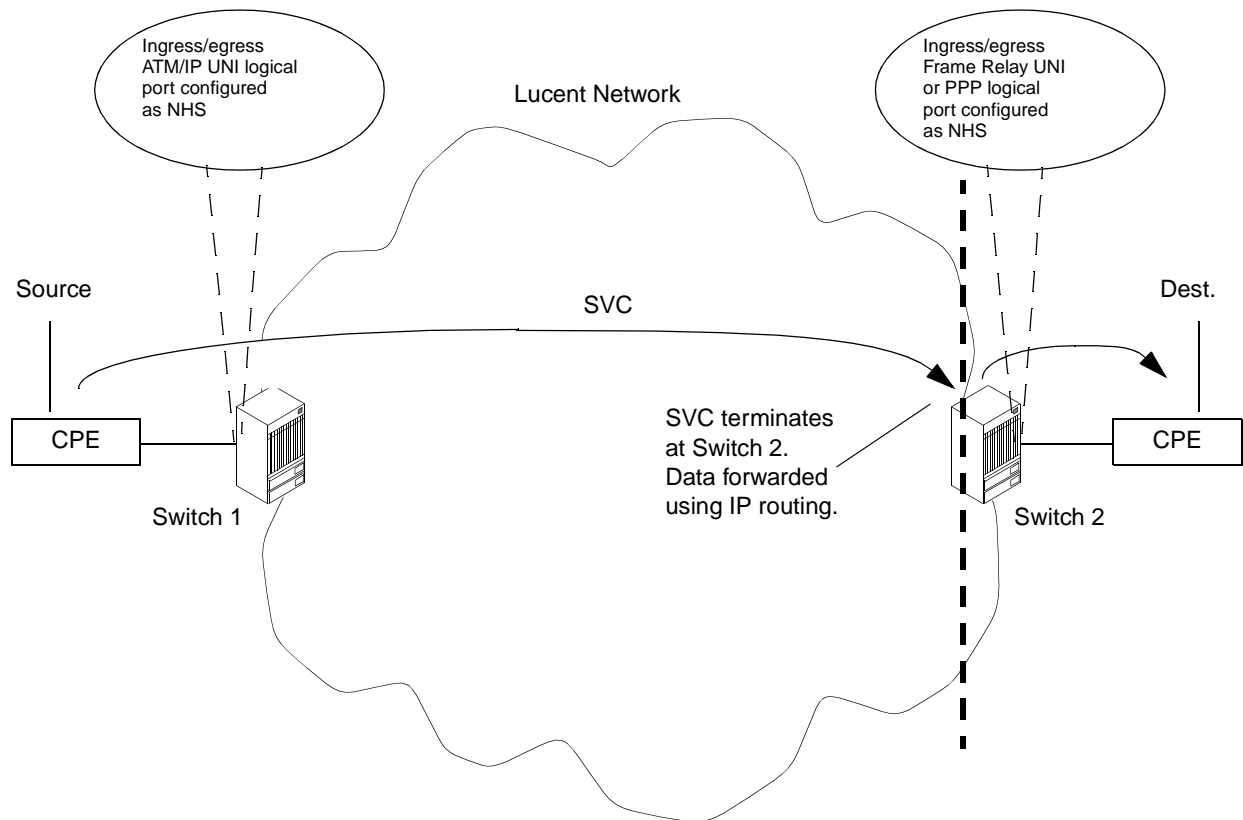 Ingress/egress
ATM/IP UNI logical
port configured
as NHS
Ingress/egress
Frame Relay UNI
or PPP logical
port configured
as NHS
Lucent Network
Source
SVC
Dest.
CPE
SVC terminates
at Switch 2.
Data forwarded
using IP routing.
CPE
Switch 1
Switch 2